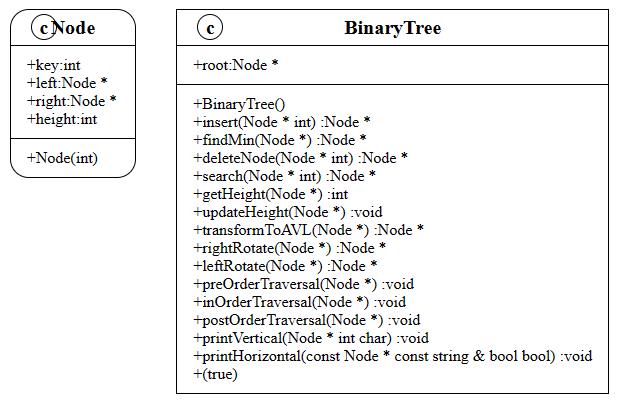 c Node
+key:int
+left:Node *
+right:Node *
+height:int
+Node(int)
c BinaryTree
+root:Node *
+BinaryTree()
+insert(Node * int) :Node *
+findMin(Node *) :Node *
+deleteNode(Node * int) :Node *
+search(Node * int) :Node *
+getHeight(Node *) :int
+updateHeight(Node *) :void
+transformToAVL(Node *) :Node *
+rightRotate(Node *) :Node *
+leftRotate(Node *) :Node *
+preOrderTraversal(Node *) :void
+inOrderTraversal(Node *) :void
+postOrderTraversal(Node *) :void
+printVertical(Node * int char) :void
+printHorizontal(const Node * const string & bool bool) :void
+(true)